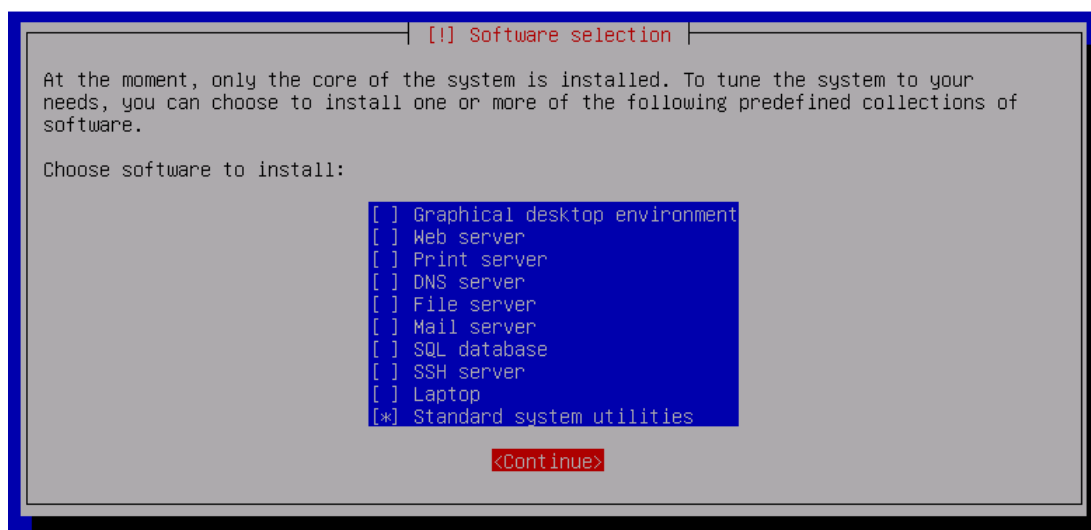 [!] Software selection
At the moment, only the core of the system is installed. To tune the system to your
needs, you can choose to install one or more of the following predefined collections of
software.
Choose software to install:
[ ] Graphical desktop environment
[ ] Web server
[ ] Print server
[ ] DNS server
[ ] File server
[ ] Mail server
[ ] SQL database
[ ] SSH server
[ ] Laptop
[*] Standard system utilities
<Continue>